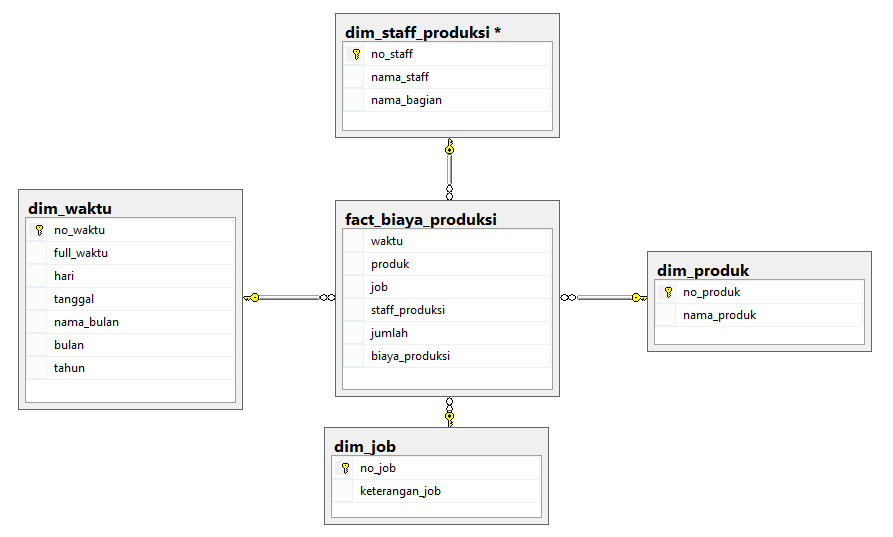 dim_staff_produksi *
no_staff
nama_staff
nama_bagian
dim_waktu
no_waktu
full_waktu
hari
tanggal
nama_bulan
bulan
tahun
fact_biaya_produksi
waktu
produk
job
staff_produksi
jumlah
biaya_produksi
dim_produk
no_produk
nama_produk
dim_job
no_job
keterangan_job